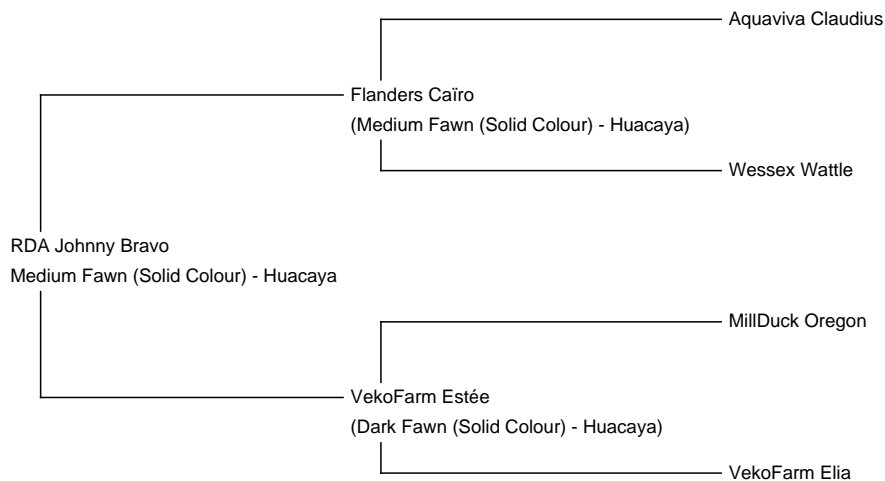 Aquaviva Claudius
Flanders Caïro
(Medium Fawn (Solid Colour) - Huacaya)
Wessex Wattle
RDA Johnny Bravo
Medium Fawn (Solid Colour) - Huacaya
MillDuck Oregon
VekoFarm Estée
(Dark Fawn (Solid Colour) - Huacaya)
VekoFarm Elia